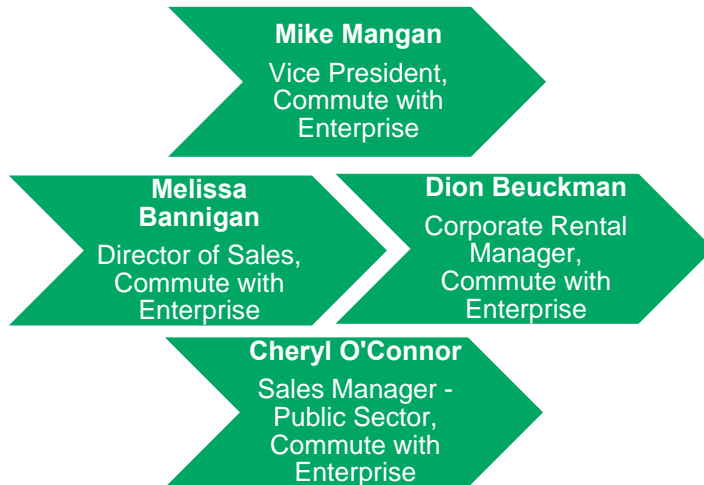 Mike Mangan
Vice President,
Commute with
Enterprise
Melissa
Bannigan
Director of Sales,
Commute with
Enterprise
Dion Beuckman
Corporate Rental
Manager,
Commute with
Enterprise
Cheryl O'Connor
Sales Manager -
Public Sector,
Commute with
Enterprise